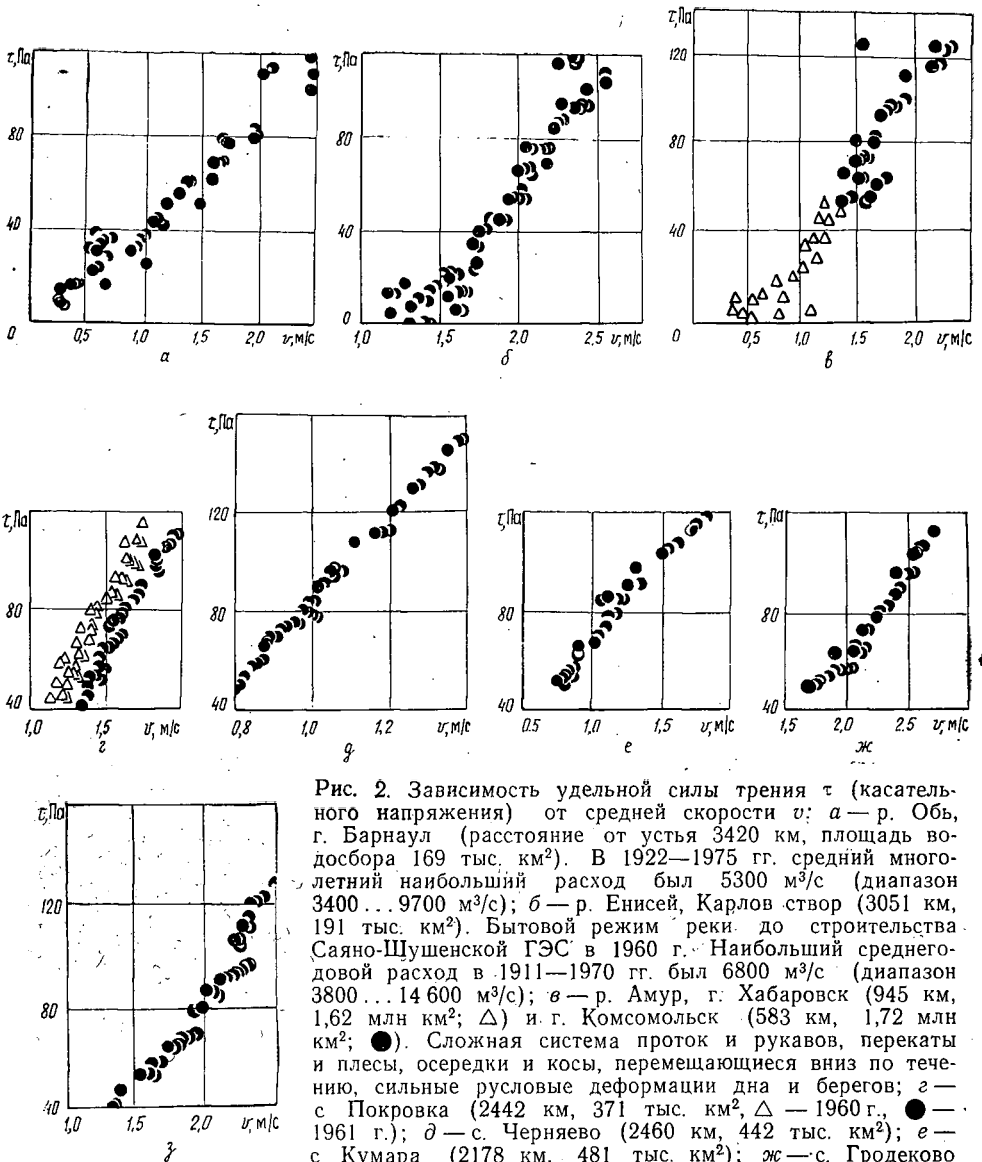 τ, Па
80
40
0
0,5
1,0
1,5
2,0
v, м/с
а
τ, Па
80
40
0
1,0
1,5
2,0
2,5
v, м/с
б
τ, Па
120
80
40
0
0,5
1,0
1.5
2,0
v, м/с
в
τ, Па
80
40
1,0
1,5
v, м/с
г
τ, Па
120
80
40
0,8
1,0
1,2
v, м/с
д
τ, Па
80
40
0.5
1.0
1.5
v, м/с
е
τ, Па
80
40
1.5
2.0
2.5
v, м/с
ж
τ, Па
120
80
40
1,0
1,5
2,0
v, м/с
з
Рис. 2. Зависимость удельной силы трения τ (касатель-
ного напряжения) от средней скорости v: а — р. Обь,
г. Барнаул (расстояние от устья 3420 км, площадь во-
досбора 169 тыс. км²). В 1922—1975 гг. средний много-
летний наибольший расход был 5300 м³/с (диапазон
3400...9700 м³/с); б — р. Енисей, Карлов створ (3051 км,
191 тыс. км²). Бытовой режим реки до строительства
Саяно-Шушенской ГЭС в 1960 г. Наибольший среднего-
довой расход в 1911—1970 гг. был 6800 м³/с (диапазон
3800...14 600 м³/с); в — р. Амур, г. Хабаровск (945 км,
1,62 млн км²; △) и г. Комсомольск (583 км, 1,72 млн
км²; ●). Сложная система проток и рукавов, перекаты
и плесы, осередки и косы, перемещающиеся вниз по тече-
нию, сильные русловые деформации дна и берегов; г —
с Покровка (2442 км, 371 тыс. км², △ — 1960 г., ● —
1961 г.); д — с. Черняево (2460 км, 442 тыс. км²); е —
с Кумара (2178 км, 481 тыс. км²); ж — с. Гродеково